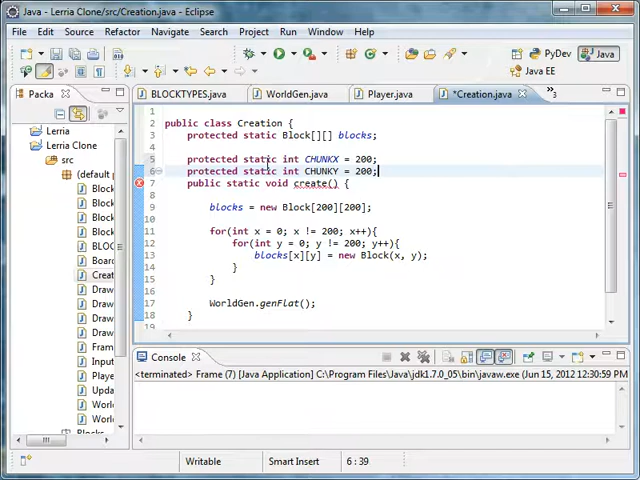 Java - Lerria Clone/src/Creation.java - Eclipse
File Edit Source Refactor Navigate Search Project Run Window Help
PyDev Java
Java EE
Packa
BLOCKTYPES.java WorldGen.java Player.java *Creation.java »3
Lerria
Lerria Clone
src
(default p
Block
Block
Block
Block
BLOC
Board
Creat
Draw
Draw
Draw
Frame
Input
Playe
Upda
World
World
1
2 public class Creation {
3 protected static Block[][] blocks;
4
5 protected static int CHUNKX = 200;
6 protected static int CHUNKY = 200;
7 public static void create() {
8
9 blocks = new Block[200][200];
10
11 for(int x = 0; x != 200; x++){
12 for(int y = 0; y != 200; y++){
13 blocks[x][y] = new Block(x, y);
14 }
15 }
16
17 WorldGen.genFlat();
18 }
19
Console
<terminated> Frame (7) [Java Application] C:\Program Files\Java\jdk1.7.0_05\bin\javaw.exe (Jun 15, 2012 12:30:59 PM)
Writable Smart Insert 6 : 39